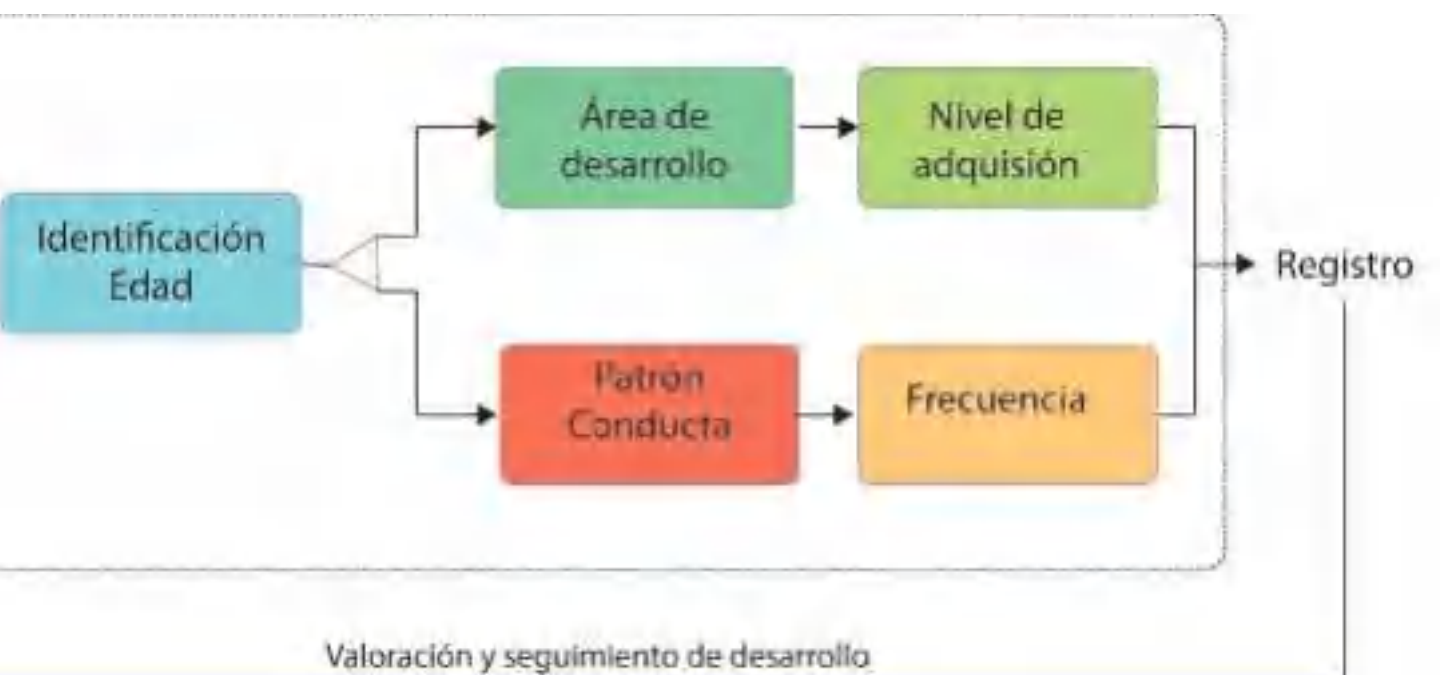 Identificación
Edad
Área de
desarrollo
Nivel de
adquisión
Patrón
Conducta
Frecuencia
Registro
Valoración y seguimiento de desarrollo